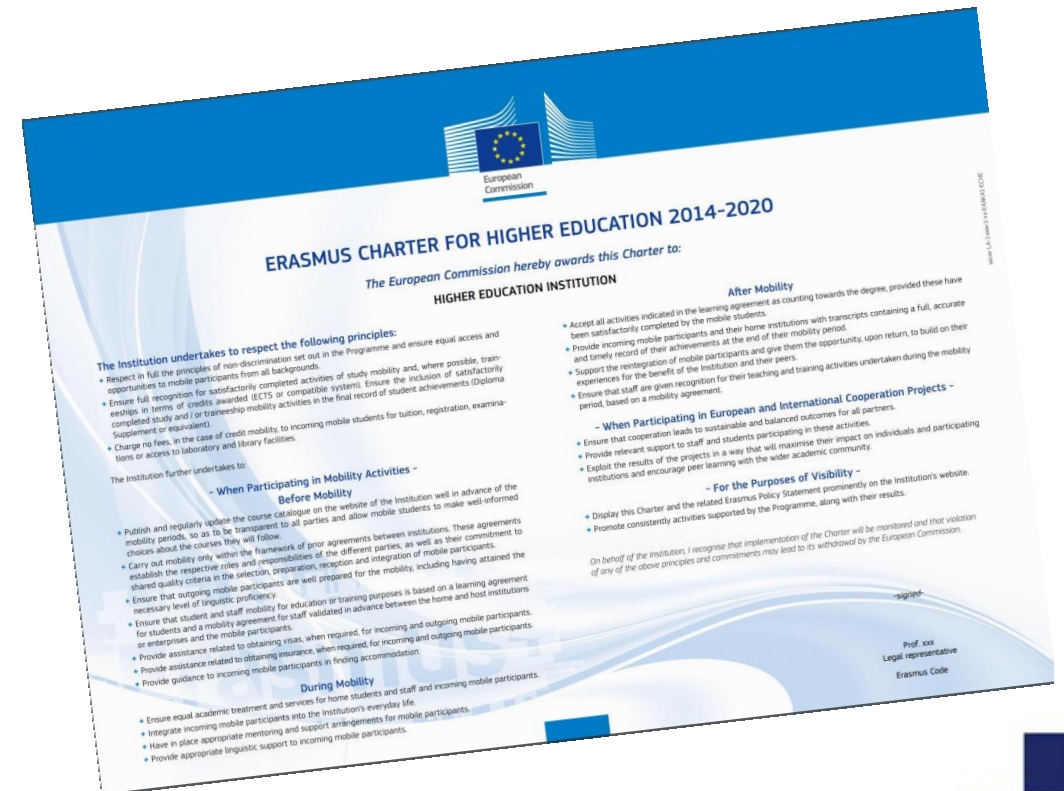 European
Commission
ERASMUS CHARTER FOR HIGHER EDUCATION 2014-2020
The European Commission hereby awards this Charter to:
HIGHER EDUCATION INSTITUTION
The Institution undertakes to respect the following principles:
Respect in full the principles of non-discrimination set out in the Programme and ensure equal access and
opportunities to mobile participants from all backgrounds.
Ensure full recognition for satisfactorily completed activities of study mobility and, where possible, train-
eeships in terms of credits awarded (ECTS or compatible system). Ensure the inclusion of satisfactorily
completed study and / or traineeship mobility activities in the final record of student achievements (Diploma
Supplement or equivalent).
Charge no fees, in the case of credit mobility, to incoming mobile students for tuition, registration, examina-
tions or access to laboratory and library facilities.
The Institution further undertakes to:
- When Participating in Mobility Activities -
Before Mobility
Publish and regularly update the course catalogue on the website of the Institution well in advance of the
mobility periods, so as to be transparent to all parties and allow mobile students to make well-informed
choices about the courses they will follow.
Carry out mobility only within the framework of prior agreements between institutions. These agreements
establish the respective roles and responsibilities of the different parties, as well as their commitment to
shared quality criteria in the selection, preparation, reception and integration of mobile participants.
Ensure that outgoing mobile participants are well prepared for the mobility, including having attained the
necessary level of linguistic proficiency.
Ensure that student and staff mobility for education or training purposes is based on a learning agreement
for students and a mobility agreement for staff validated in advance between the home and host institutions
or enterprises and the mobile participants.
Provide assistance related to obtaining visas, when required, for incoming and outgoing mobile participants.
Provide assistance related to obtaining insurance, when required, for incoming and outgoing mobile participants.
Provide guidance to incoming mobile participants in finding accommodation.
During Mobility
Ensure equal academic treatment and services for home students and staff and incoming mobile participants.
Integrate incoming mobile participants into the Institution's everyday life.
Have in place appropriate mentoring and support arrangements for mobile participants.
Provide appropriate linguistic support to incoming mobile participants.
After Mobility
Accept all activities indicated in the learning agreement as counting towards the degree, provided these have
been satisfactorily completed by the mobile students.
Provide incoming mobile participants and their home institutions with transcripts containing a full, accurate
and timely record of their achievements at the end of their mobility period.
Support the reintegration of mobile participants and give them the opportunity, upon return, to build on their
experiences for the benefit of the Institution and their peers.
Ensure that staff are given recognition for their teaching and training activities undertaken during the mobility
period, based on a mobility agreement.
- When Participating in European and International Cooperation Projects -
Ensure that cooperation leads to sustainable and balanced outcomes for all partners.
Provide relevant support to staff and students participating in these activities.
Exploit the results of the projects in a way that will maximise their impact on individuals and participating
institutions and encourage peer learning with the wider academic community.
- For the Purposes of Visibility -
Display this Charter and the related Erasmus Policy Statement prominently on the Institution's website.
Promote consistently activities supported by the Programme, along with their results.
On behalf of the Institution, I recognise that implementation of the Charter will be monitored and that violation
of any of the above principles and commitments may lead to its withdrawal by the European Commission.
-signed-
Prof. xxx
Legal representative
Erasmus Code